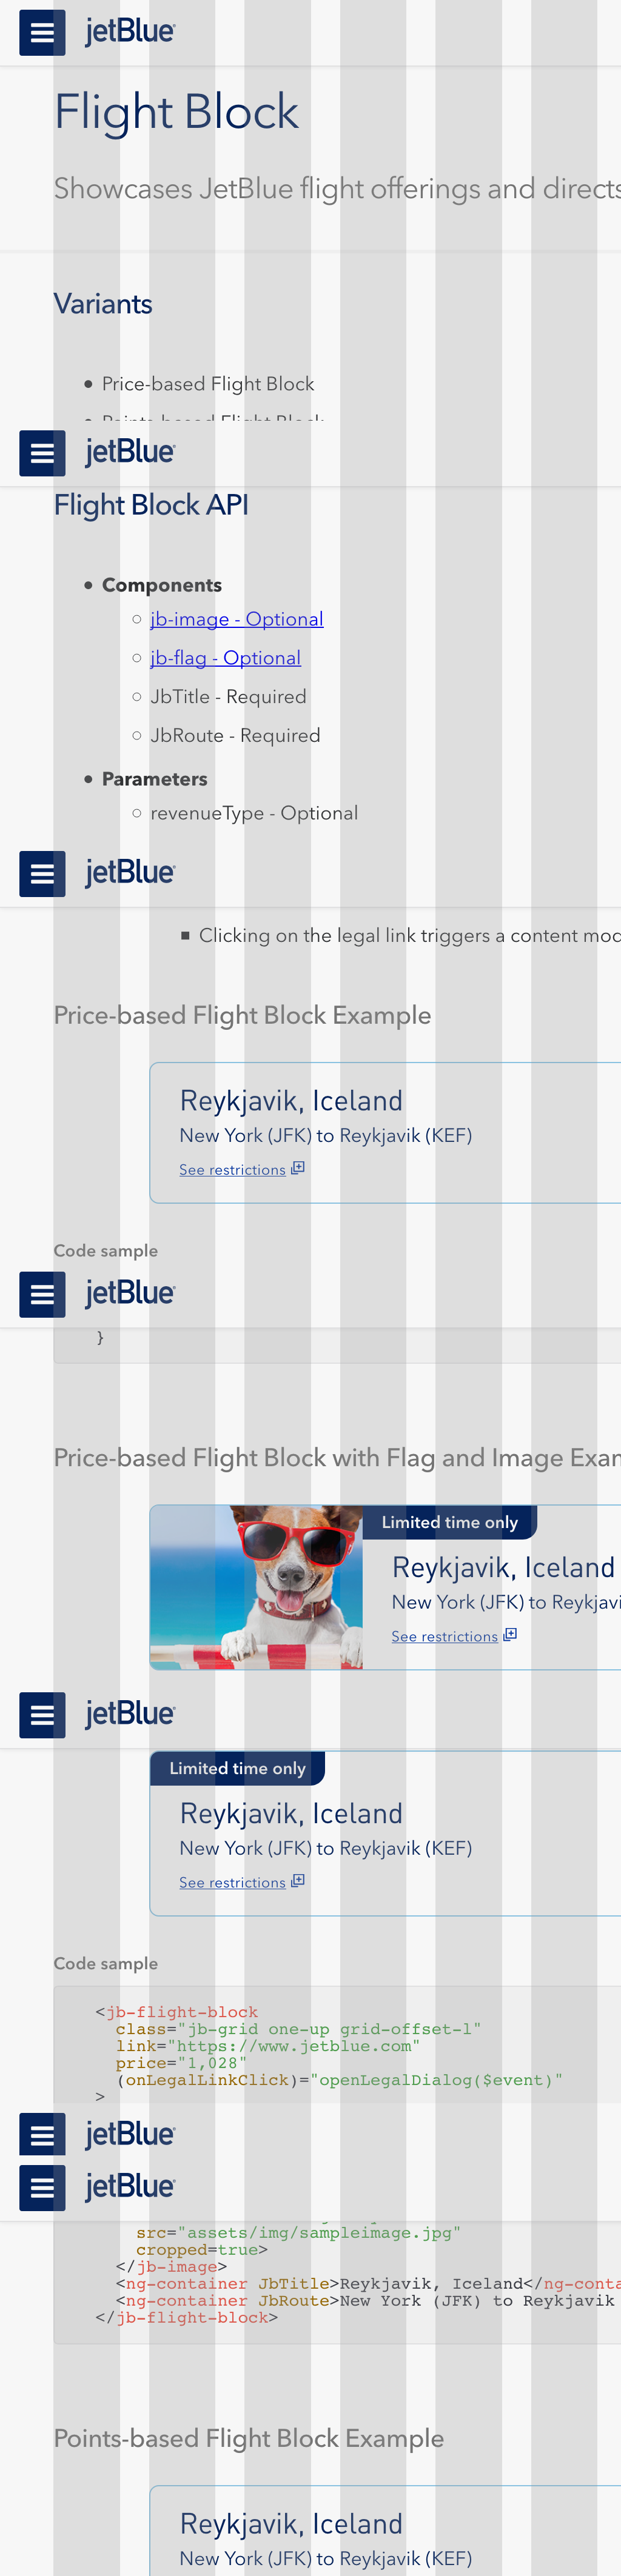 jetBlue
Flight Block
Showcases JetBlue flight offerings and directs
Variants
Price-based Flight Block
Points-based Flight Block
jetBlue
Flight Block API
Components
jb-image - Optional
jb-flag - Optional
JbTitle - Required
JbRoute - Required
Parameters
revenueType - Optional
jetBlue
Clicking on the legal link triggers a content mod
Price-based Flight Block Example
Reykjavik, Iceland
New York (JFK) to Reykjavik (KEF)
See restrictions
Code sample
jetBlue
}
Price-based Flight Block with Flag and Image Exam
Limited time only
Reykjavik, Iceland
New York (JFK) to Reykjavi
See restrictions
jetBlue
Limited time only
Reykjavik, Iceland
New York (JFK) to Reykjavik (KEF)
See restrictions
Code sample
<jb-flight-block
class="jb-grid one-up grid-offset-1"
link="https://www.jetblue.com"
price="1,028"
(onLegalLinkClick)="openLegalDialog($event)"
>
jetBlue
jetBlue
src="assets/img/sampleimage.jpg"
cropped=true>
</jb-image>
<ng-container JbTitle>Reykjavik, Iceland</ng-conta
<ng-container JbRoute>New York (JFK) to Reykjavik
</jb-flight-block>
Points-based Flight Block Example
Reykjavik, Iceland
New York (JFK) to Reykjavik (KEF)